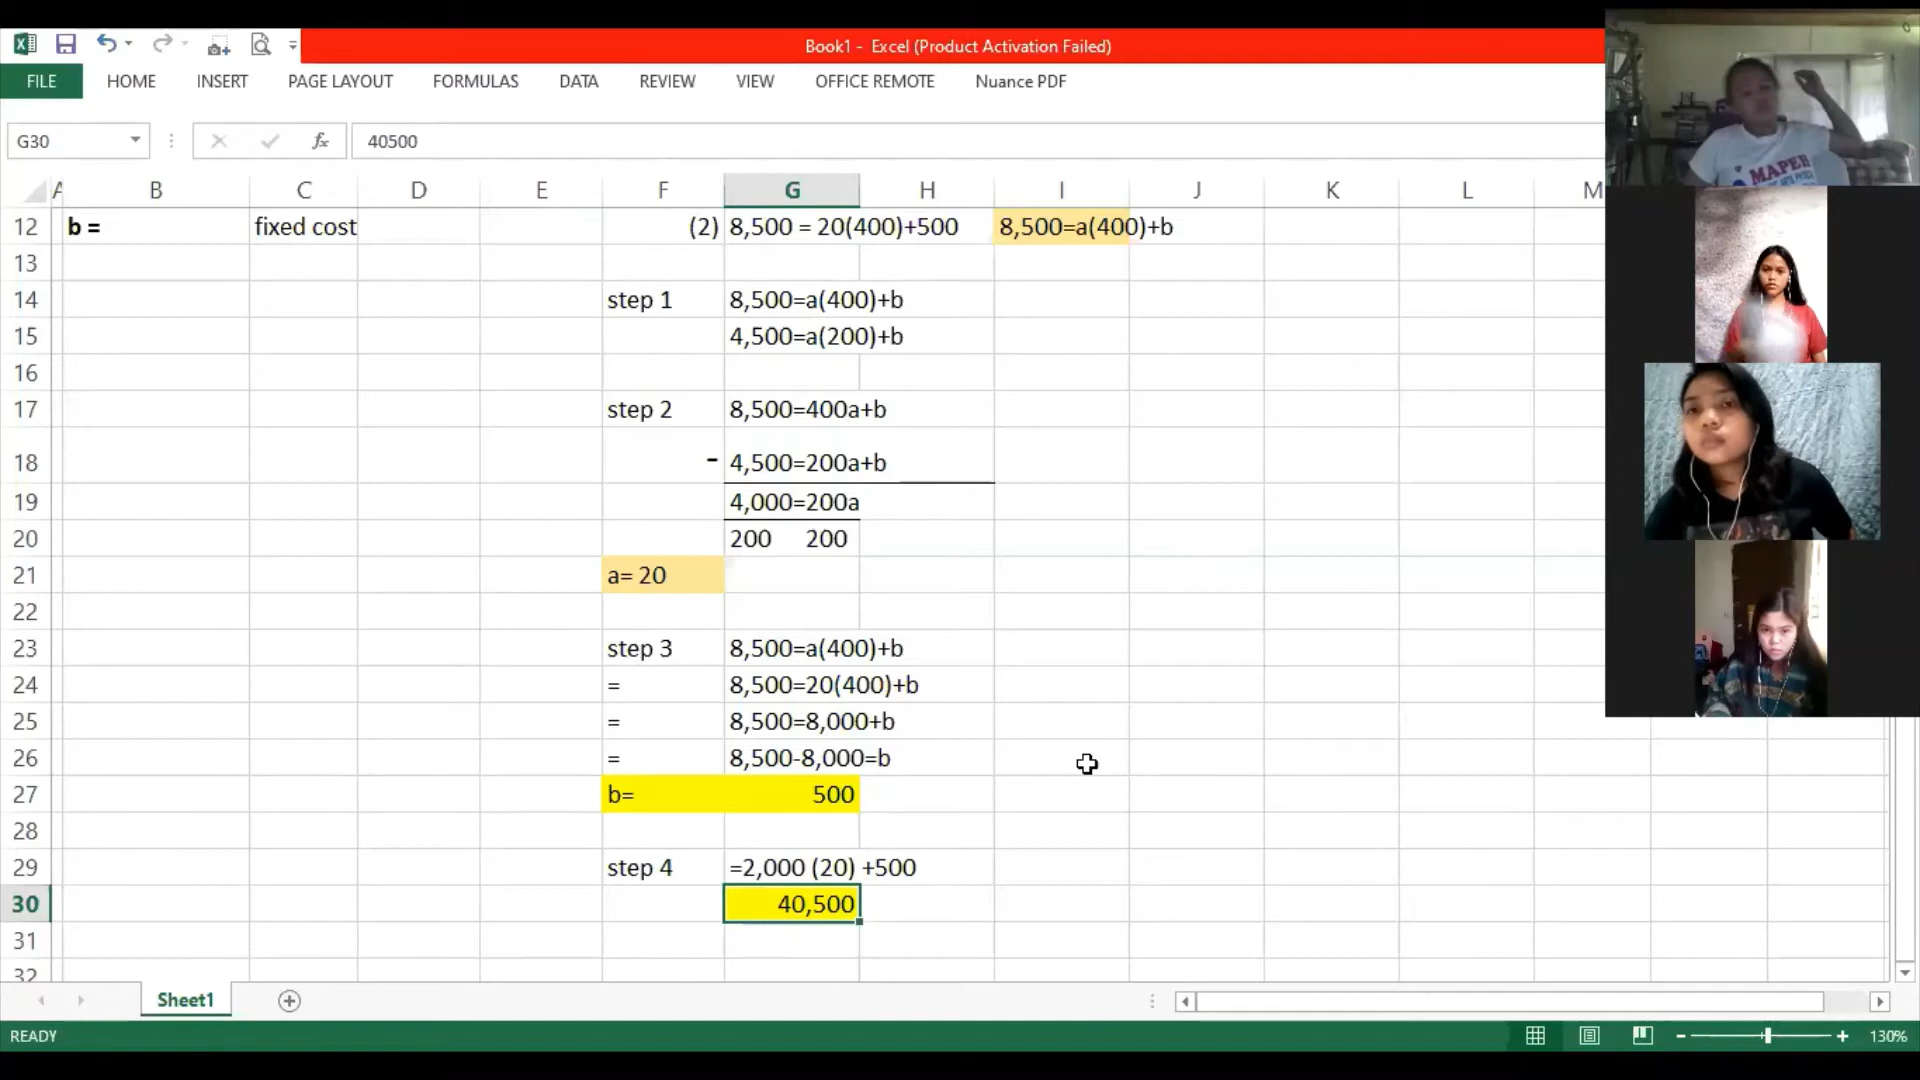 Book1 - Excel (Product Activation Failed)
FILE HOME INSERT PAGE LAYOUT FORMULAS DATA REVIEW VIEW OFFICE REMOTE Nuance PDF
G30 fx 40500
A B C D E F G H I J K L M
12 b = fixed cost (2) 8,500 = 20(400)+500 8,500=a(400)+b
13
14 step 1 8,500=a(400)+b
15 4,500=a(200)+b
16
17 step 2 8,500=400a+b
18 - 4,500=200a+b
19 4,000=200a
20 200 200
21 a= 20
22
23 step 3 8,500=a(400)+b
24 = 8,500=20(400)+b
25 = 8,500=8,000+b
26 = 8,500-8,000=b
27 b= 500
28
29 step 4 =2,000 (20) +500
30 40,500
31
32
Sheet1
READY 130%
MAPEH